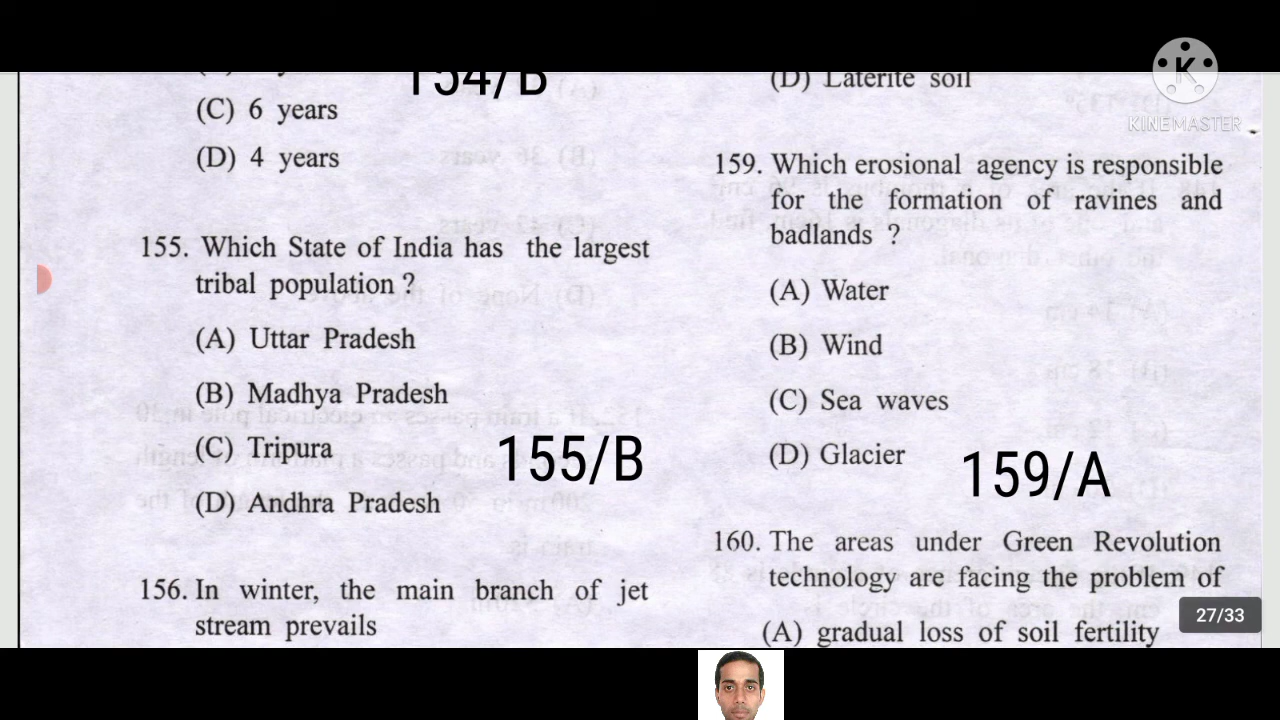 154/B
(C) 6 years
(D) 4 years
155. Which State of India has the largest
tribal population ?
(A) Uttar Pradesh
(B) Madhya Pradesh
(C) Tripura
155/B
(D) Andhra Pradesh
156. In winter, the main branch of jet
stream prevails
(D) Laterite soil
KINEMASTER
159. Which erosional agency is responsible
for the formation of ravines and
badlands ?
(A) Water
(B) Wind
(C) Sea waves
(D) Glacier
159/A
160. The areas under Green Revolution
technology are facing the problem of
27/33
(A) gradual loss of soil fertility